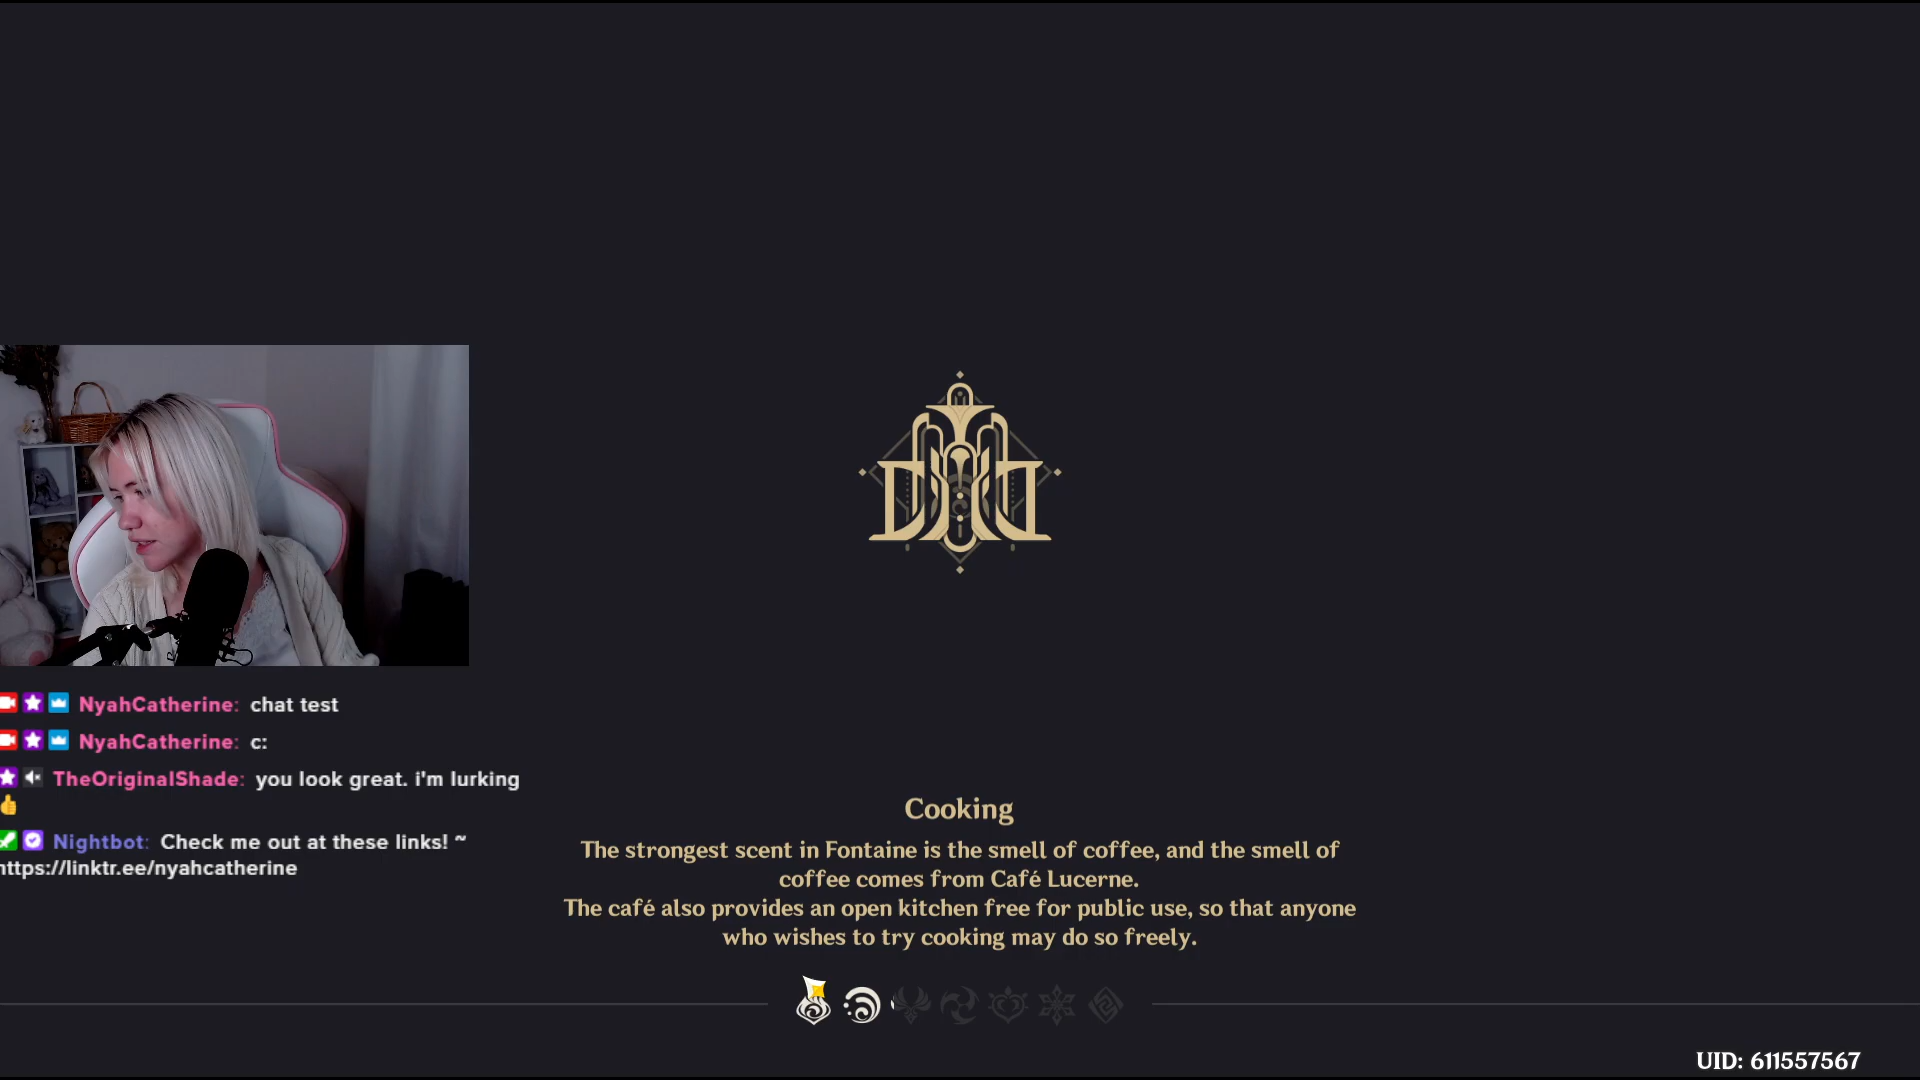 NyahCatherine: chat test
NyahCatherine: c:
TheOriginalShade: you look great. i'm lurking
Nightbot: Check me out at these links! ~
https://linktr.ee/nyahcatherine
Cooking
The strongest scent in Fontaine is the smell of coffee, and the smell of
coffee comes from Café Lucerne.
The café also provides an open kitchen free for public use, so that anyone
who wishes to try cooking may do so freely.
UID: 611557567